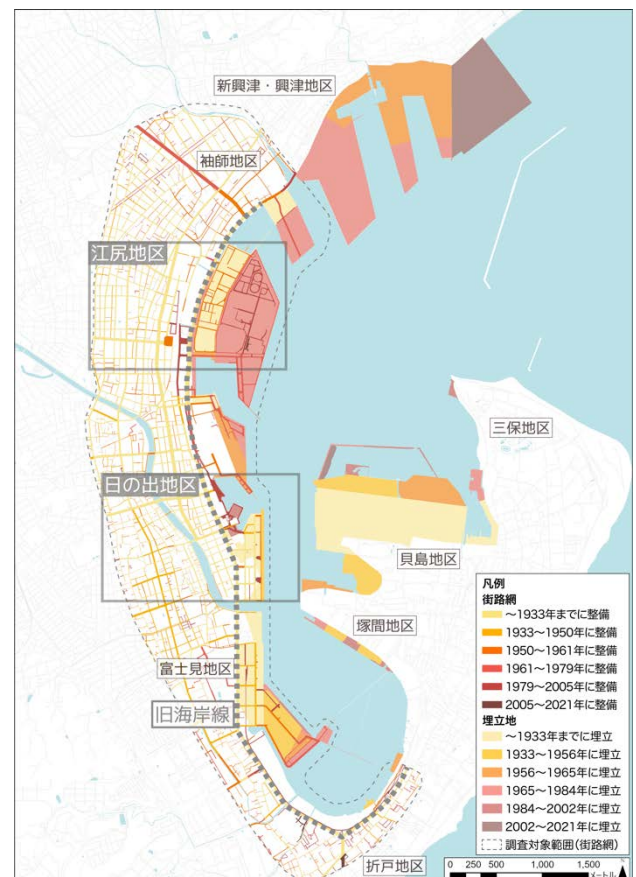 新興津・興津地区
袖師地区
江尻地区
三保地区
日の出地区
貝島地区
塚間地区
富士見地区
旧海岸線
折戸地区
凡例
街路網
～1933年までに整備
1933～1950年に整備
1950～1961年に整備
1961～1979年に整備
1979～2005年に整備
2005～2021年に整備
埋立地
～1933年までに埋立
1933～1956年に埋立
1956～1965年に埋立
1965～1984年に埋立
1984～2002年に埋立
2002～2021年に埋立
調査対象範囲(街路網)
0 250 500 1,000 1,500
メートル